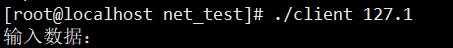 [root@localhost net_test]# ./client 127.1
输入数据：